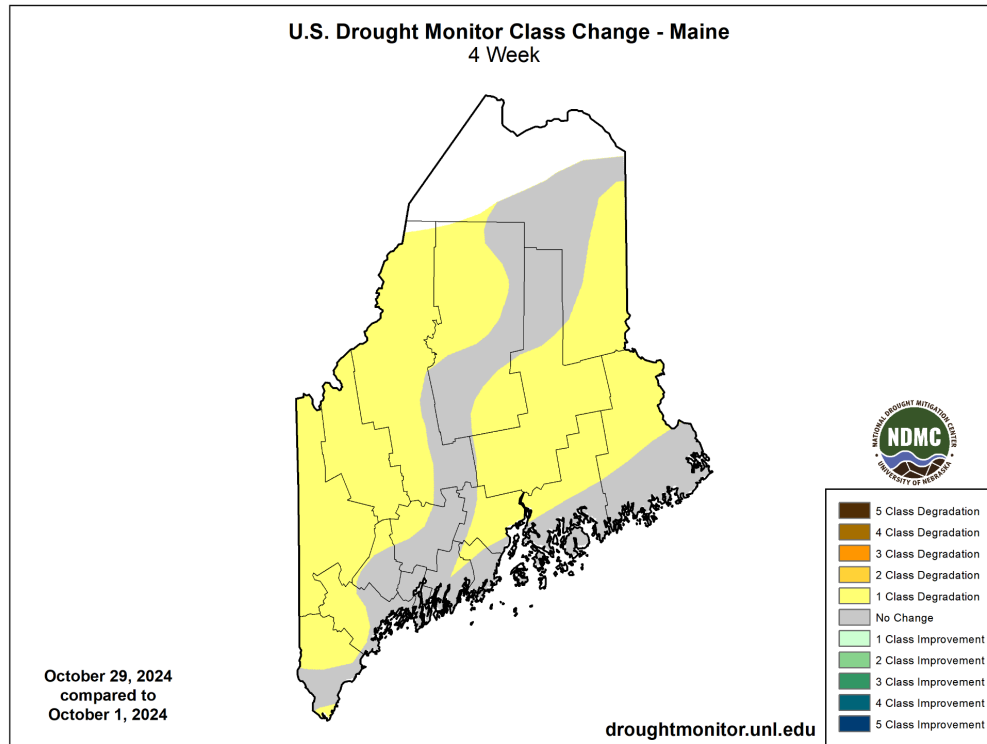 U.S. Drought Monitor Class Change - Maine
4 Week
NATIONAL DROUGHT MITIGATION CENTER
NDMC
UNIVERSITY OF NEBRASKA
5 Class Degradation
4 Class Degradation
3 Class Degradation
2 Class Degradation
1 Class Degradation
No Change
1 Class Improvement
2 Class Improvement
3 Class Improvement
4 Class Improvement
5 Class Improvement
October 29, 2024
compared to
October 1, 2024
droughtmonitor.unl.edu